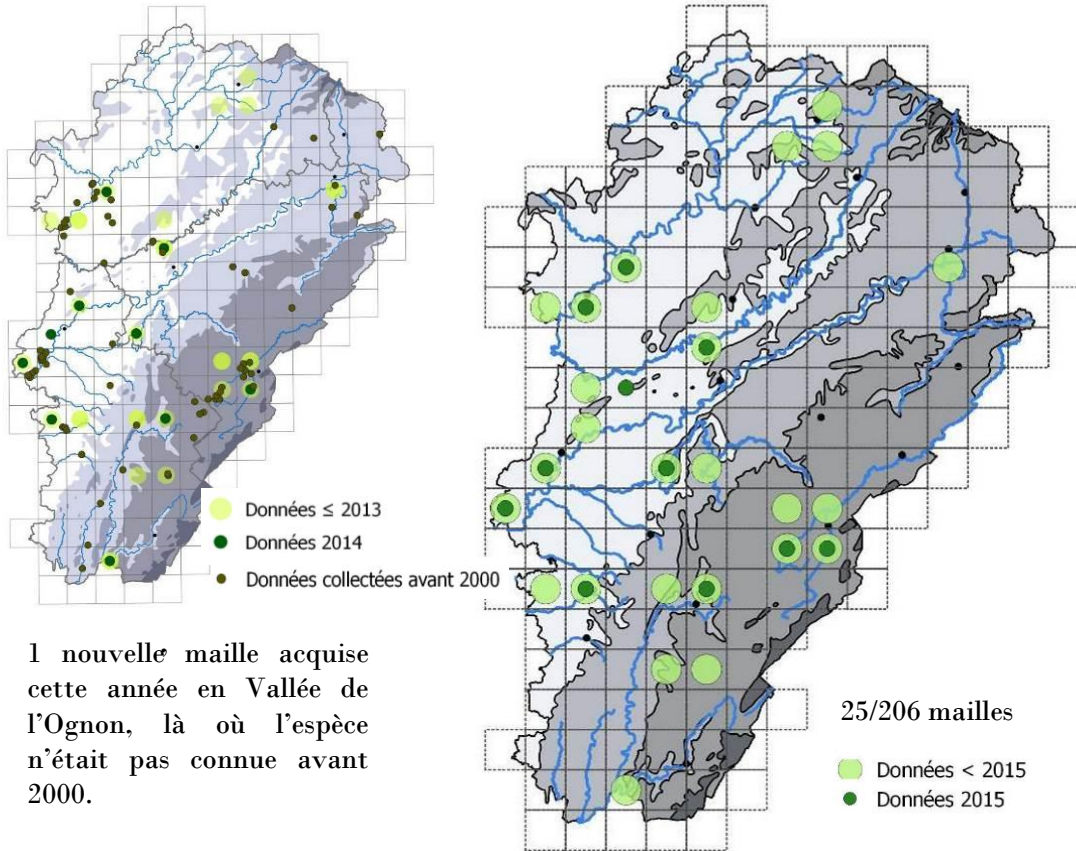 Données ≤ 2013
Données 2014
Données collectées avant 2000
1 nouvelle maille acquise
cette année en Vallée de
l'Ognon, là où l'espèce
n'était pas connue avant
2000.
25/206 mailles
Données < 2015
Données 2015